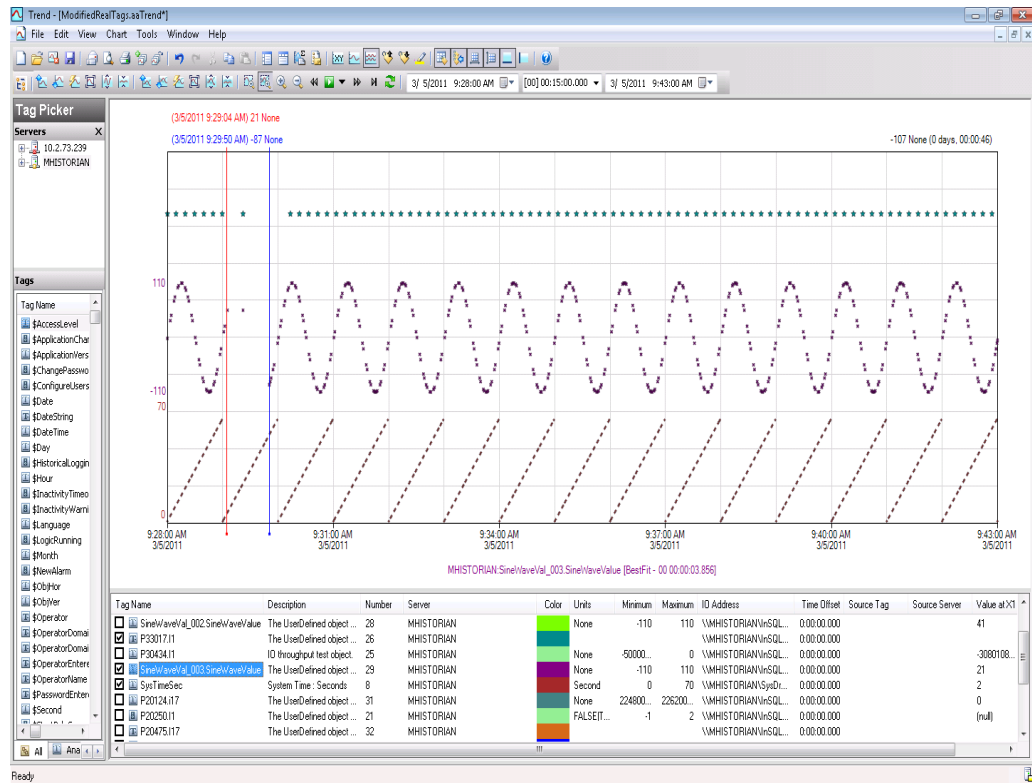 Trend - [ModifiedRealTags.aaTrend*]
File Edit View Chart Tools Window Help
3/ 5/2011 9:28:00 AM [00] 00:15:00.000 3/ 5/2011 9:43:00 AM
Tag Picker
Servers X
10.2.73.239
MHISTORIAN
(3/5/2011 9:29:04 AM) 21 None
(3/5/2011 9:29:50 AM) -87 None
-107 None (0 days, 00:00:46)
110
-110
70
0
9:28:00 AM 9:31:00 AM 9:34:00 AM 9:37:00 AM 9:40:00 AM 9:43:00 AM
3/5/2011 3/5/2011 3/5/2011 3/5/2011 3/5/2011 3/5/2011
MHISTORIAN:SineWaveVal_003.SineWaveValue [BestFit - 00 00:00:03.856]
Tags
Tag Name
$AccessLevel
$ApplicationChar
$ApplicationVers
$ChangePasswo
$ConfigureUsers
$Date
$DateString
$DateTime
$Day
$HistoricalLoggin
$Hour
$InactivityTimeo
$InactivityWarni
$Language
$LogicRunning
$Month
$NewAlarm
$ObjHor
$ObjVer
$Operator
$OperatorDomai
$OperatorDomai
$OperatorEntere
$OperatorName
$PasswordEnter
$Second
All Ana
Tag Name Description Number Server Color Units Minimum Maximum IO Address Time Offset Source Tag Source Server Value at X1
SineWaveVal_002.SineWaveValue The UserDefined object ... 28 MHISTORIAN None -110 110 \\MHISTORIAN\InSQL... 0:00:00.000 41
P33017.I1 The UserDefined object ... 26 MHISTORIAN \\MHISTORIAN\InSQL... 0:00:00.000
P30434.I1 IO throughput test object. 25 MHISTORIAN None -50000... 0 \\MHISTORIAN\InSQL... 0:00:00.000 -3080108...
SineWaveVal_003.SineWaveValue The UserDefined object ... 29 MHISTORIAN None -110 110 \\MHISTORIAN\InSQL... 0:00:00.000 21
SysTimeSec System Time : Seconds 8 MHISTORIAN Second 0 70 \\MHISTORIAN\SysDr... 0:00:00.000 2
P20124.I17 The UserDefined object ... 31 MHISTORIAN None 224800... 226200... \\MHISTORIAN\InSQL... 0:00:00.000 0
P20250.I1 The UserDefined object ... 21 MHISTORIAN FALSE|T... -1 2 \\MHISTORIAN\InSQL... 0:00:00.000 (null)
P20475.I17 The UserDefined object ... 32 MHISTORIAN \\MHISTORIAN\InSQL... 0:00:00.000
Ready